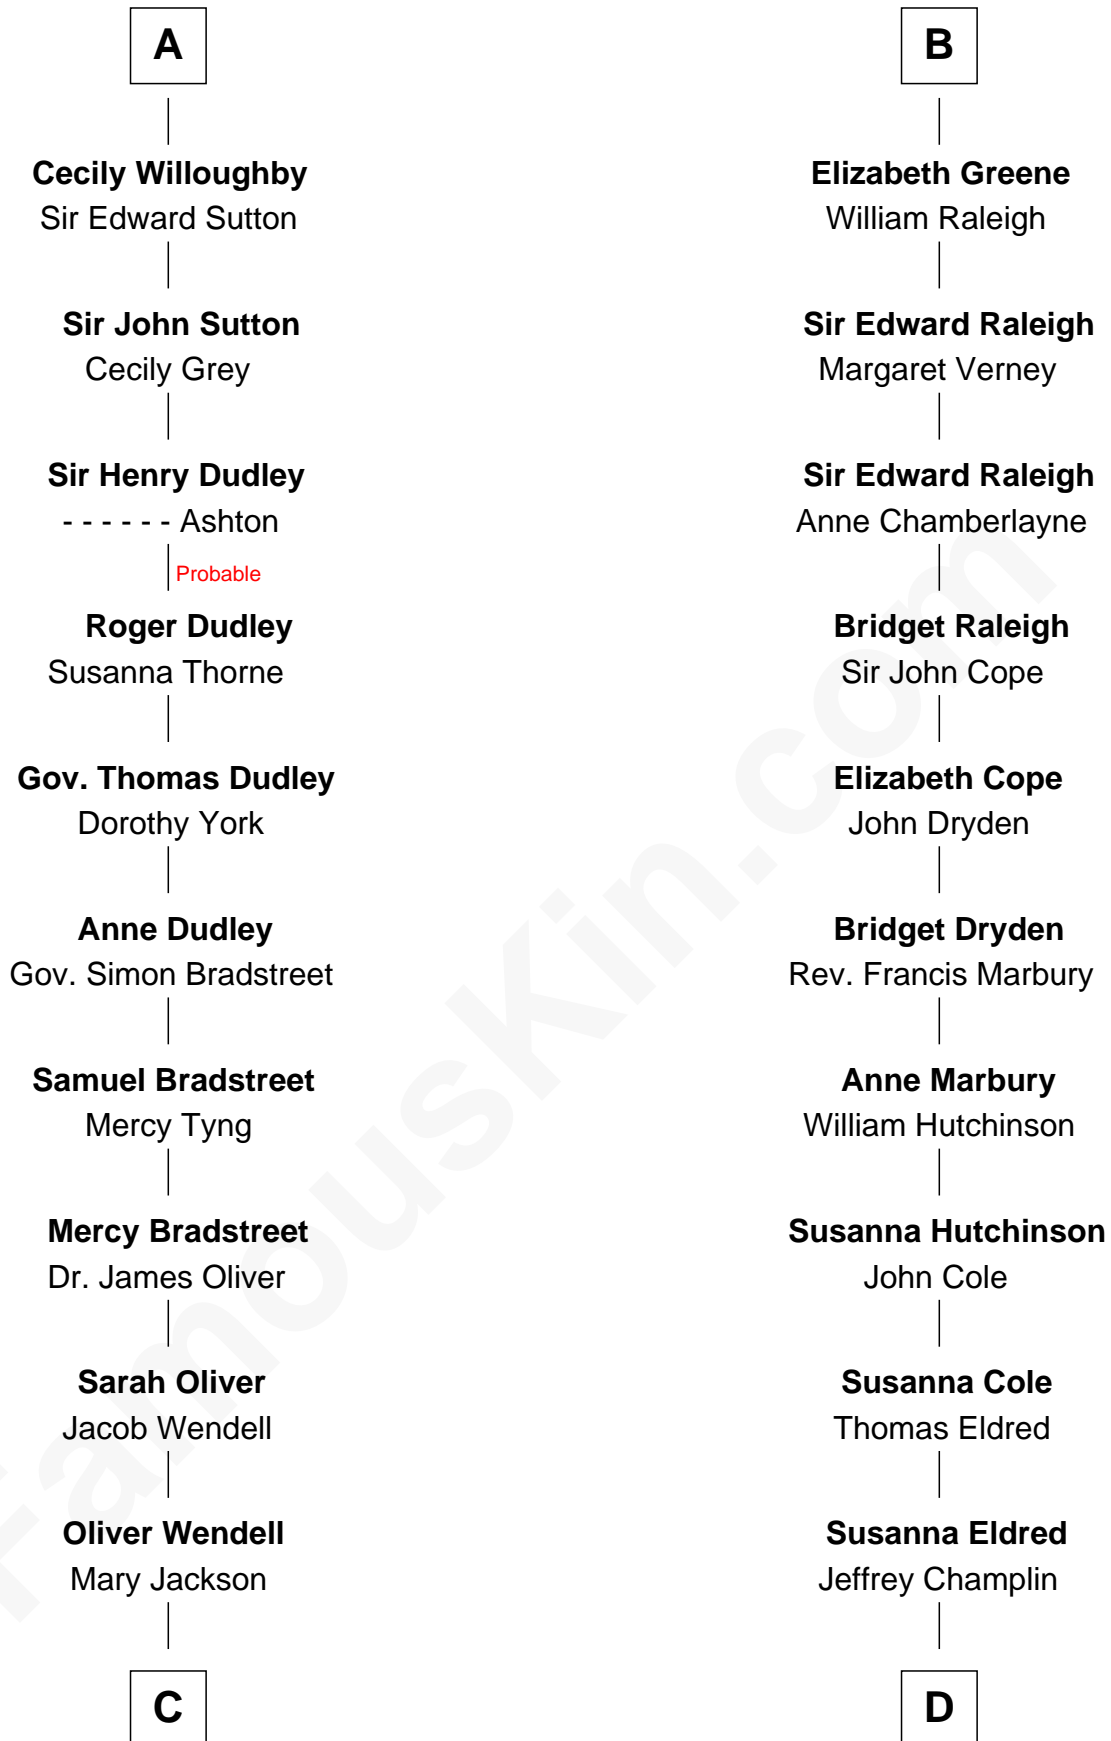 A
Cecily Willoughby
Sir Edward Sutton
Sir John Sutton
Cecily Grey
Sir Henry Dudley
- - - - - - Ashton
Probable
Roger Dudley
Susanna Thorne
Gov. Thomas Dudley
Dorothy York
Anne Dudley
Gov. Simon Bradstreet
Samuel Bradstreet
Mercy Tyng
Mercy Bradstreet
Dr. James Oliver
Sarah Oliver
Jacob Wendell
Oliver Wendell
Mary Jackson
C
B
Elizabeth Greene
William Raleigh
Sir Edward Raleigh
Margaret Verney
Sir Edward Raleigh
Anne Chamberlayne
Bridget Raleigh
Sir John Cope
Elizabeth Cope
John Dryden
Bridget Dryden
Rev. Francis Marbury
Anne Marbury
William Hutchinson
Susanna Hutchinson
John Cole
Susanna Cole
Thomas Eldred
Susanna Eldred
Jeffrey Champlin
D
FamousKin.com